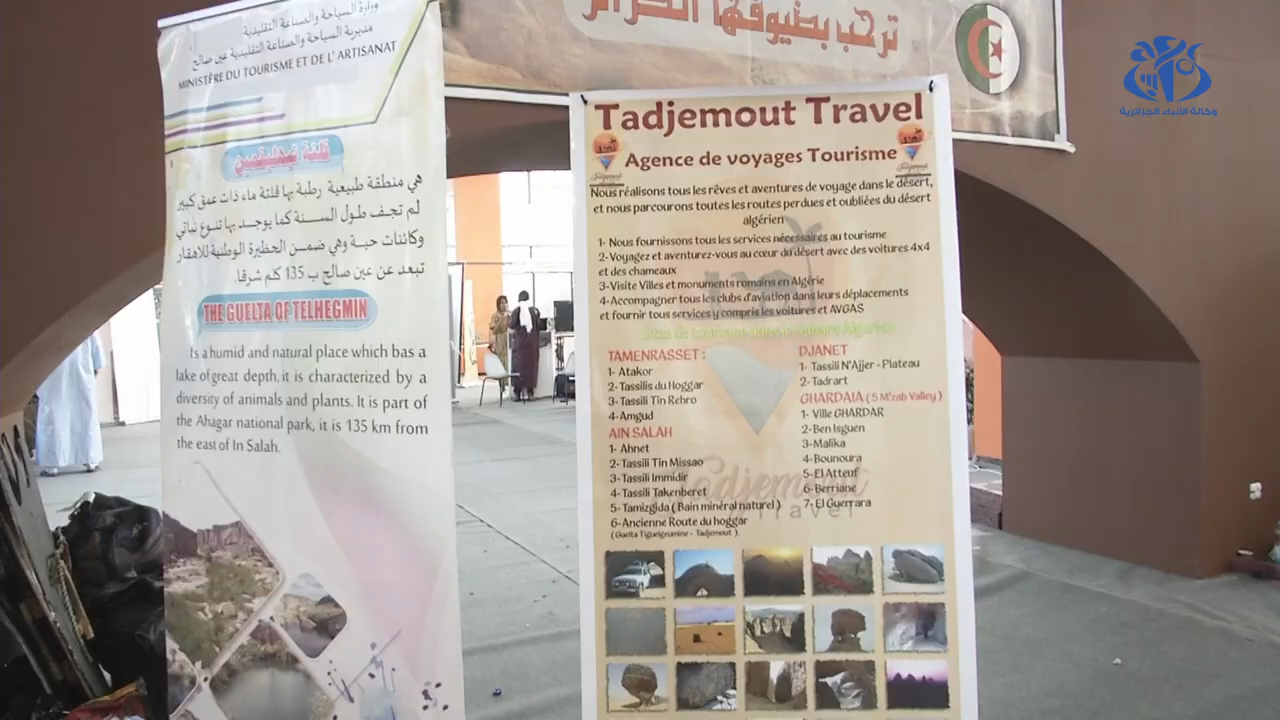 وزارة السياحة والصناعة التقليدية
مديرية السياحة والصناعة التقليدية عين صالح
MINISTÈRE DU TOURISME ET DE L' ARTISANAT
هي منطقة طبيعية رطبة بها قلتة ماء ذات عمق كبير
لم تجف طول السنة كما يوجد بها تنوع نباتي
وكائنات حية وهي ضمن الحظيرة الوطنية للاهقار
تبعد عن عين صالح ب 135 كلم شرقا.
THE GUELTA OF TELHEGMIN
Is a humid and natural place which bas a
lake of great depth, it is characterized by a
diversity of animals and plants. It is part of
the Ahagar national park, it is 135 km from
the east of In Salah.
ترحب بضيوفها الكرام
وكالة الأنباء الجزائرية
Tadjemout Travel
Agence de voyages Tourisme
Nous réalisons tous les rêves et aventures de voyage dans le désert,
et nous parcourons toutes les routes perdues et oubliées du désert
algérien
1- Nous fournissons tous les services nécessaires au tourisme
2- Voyagez et aventurez-vous au cœur du désert avec des voitures 4x4
et des chameaux
3-Visite Villes et monuments romains en Algérie
4-Accompagner tous les clubs d'aviation dans leurs déplacements
et fournir tous services y compris les voitures et AVGAS
TAMENRASSET :
1- Atakor
2- Tassilis du Hoggar
3- Tassili Tin Rehro
4- Amgud
AIN SALAH
1- Ahnet
2- Tassili Tin Missao
3- Tassili Immidir
4- Tassili Takenberet
5- Tamizgida ( Bain minéral naturel )
6-Ancienne Route du hoggar
( Guelta Tigueigeumine - Tadjemout ).
DJANET
1- Tassili N'Ajjer - Plateau
2- Tadrart
GHARDAIA ( 5 M'zab Valley )
1- Ville GHARDAR
2- Ben Isguen
3- Malika
4- Bounoura
5- El Atteuf
6- Berriane
7- El Guerrara
Tadjemout
Travel